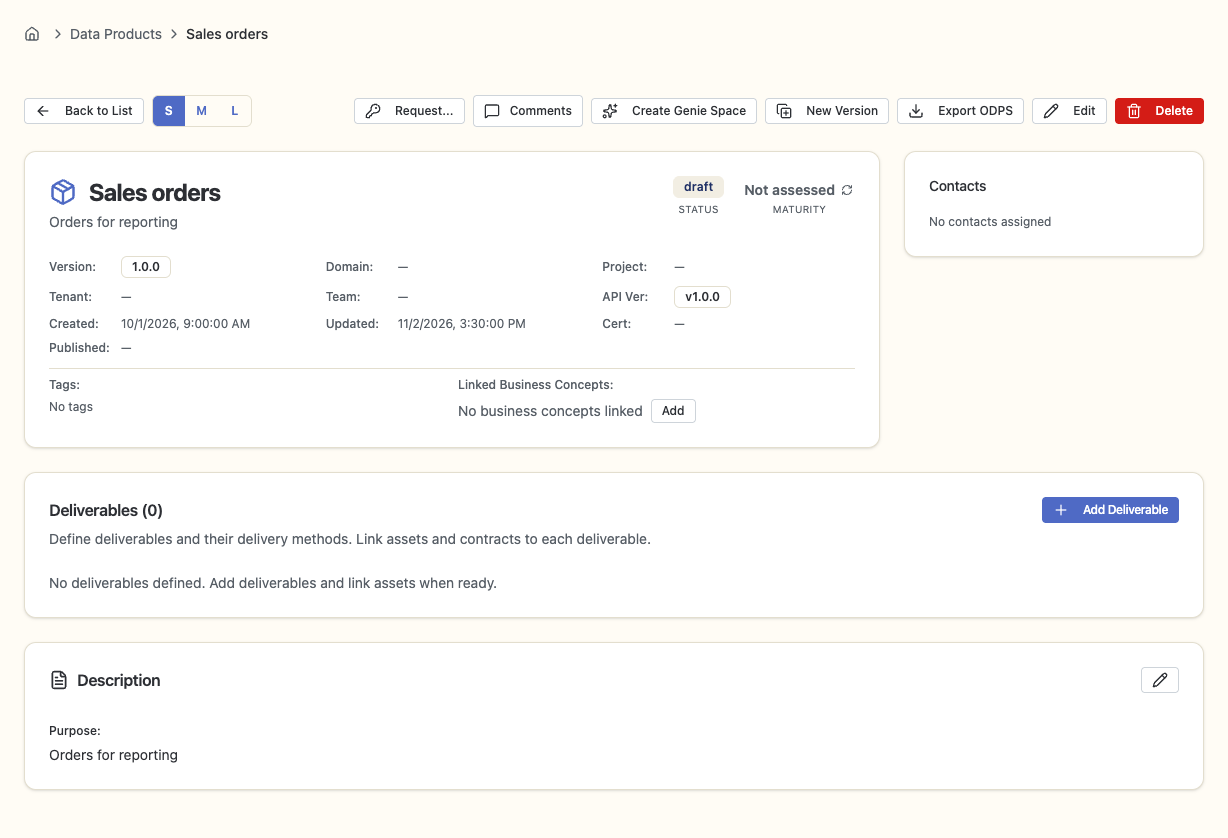 Data Products > Sales orders
Back to List S M L Request... Comments Create Genie Space New Version Export ODPS Edit Delete
Sales orders
Orders for reporting
draft
STATUS
Not assessed
MATURITY
Version: 1.0.0 Domain: — Project: —
Tenant: — Team: — API Ver: v1.0.0
Created: 10/1/2026, 9:00:00 AM Updated: 11/2/2026, 3:30:00 PM Cert: —
Published: —
Tags:
No tags
Linked Business Concepts:
No business concepts linked Add
Contacts
No contacts assigned
Deliverables (0) Add Deliverable
Define deliverables and their delivery methods. Link assets and contracts to each deliverable.
No deliverables defined. Add deliverables and link assets when ready.
Description
Purpose:
Orders for reporting